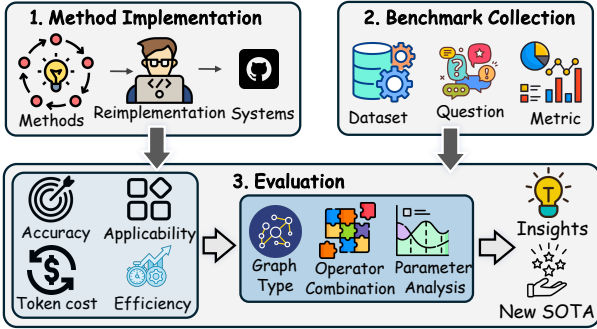 1. Method Implementation
Methods
Reimplementation
Systems
2. Benchmark Collection
Dataset
Question
Metric
3. Evaluation
Accuracy
Applicability
Token cost
Efficiency
Graph
Type
Operator
Combination
Parameter
Analysis
Insights
New SOTA